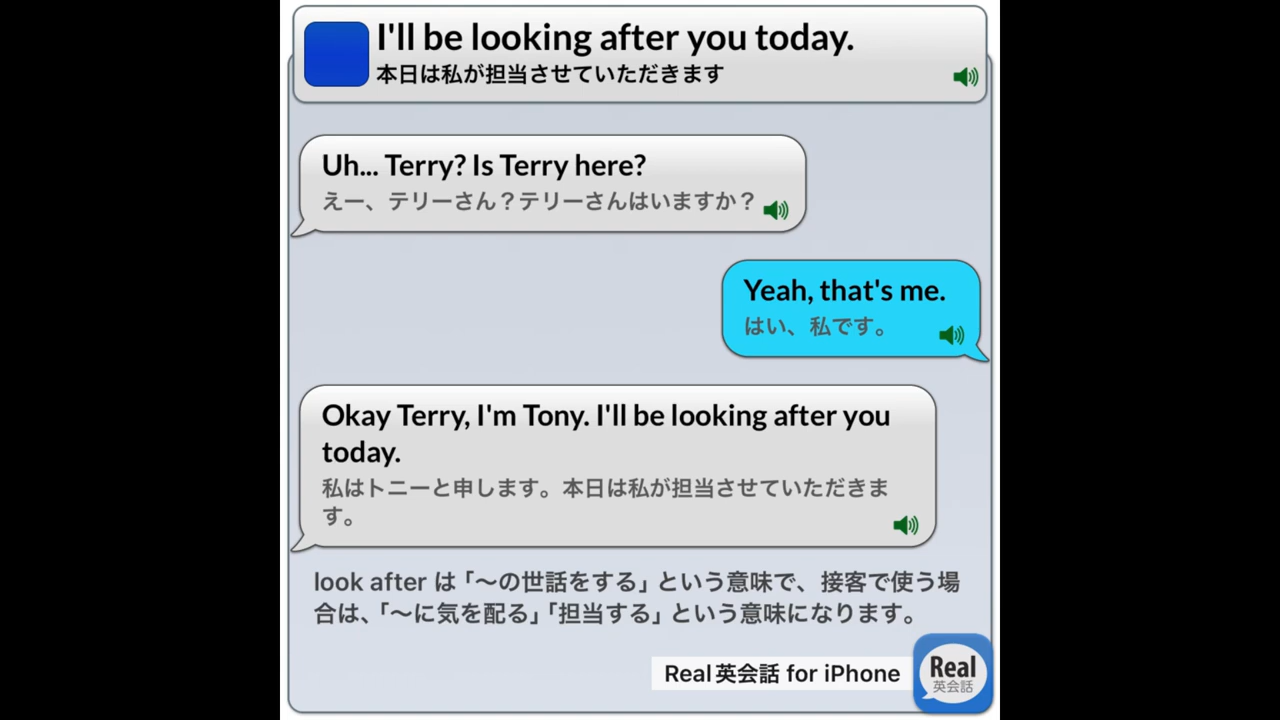 I'll be looking after you today.
本日は私が担当させていただきます
Uh... Terry? Is Terry here?
えー、テリーさん？テリーさんはいますか？
Yeah, that's me.
はい、私です。
Okay Terry, I'm Tony. I'll be looking after you
today.
私はトニーと申します。本日は私が担当させていただきま
す。
look after は「〜の世話をする」という意味で、接客で使う場
合は、「〜に気を配る」「担当する」という意味になります。
Real英会話 for iPhone
Real
英会話